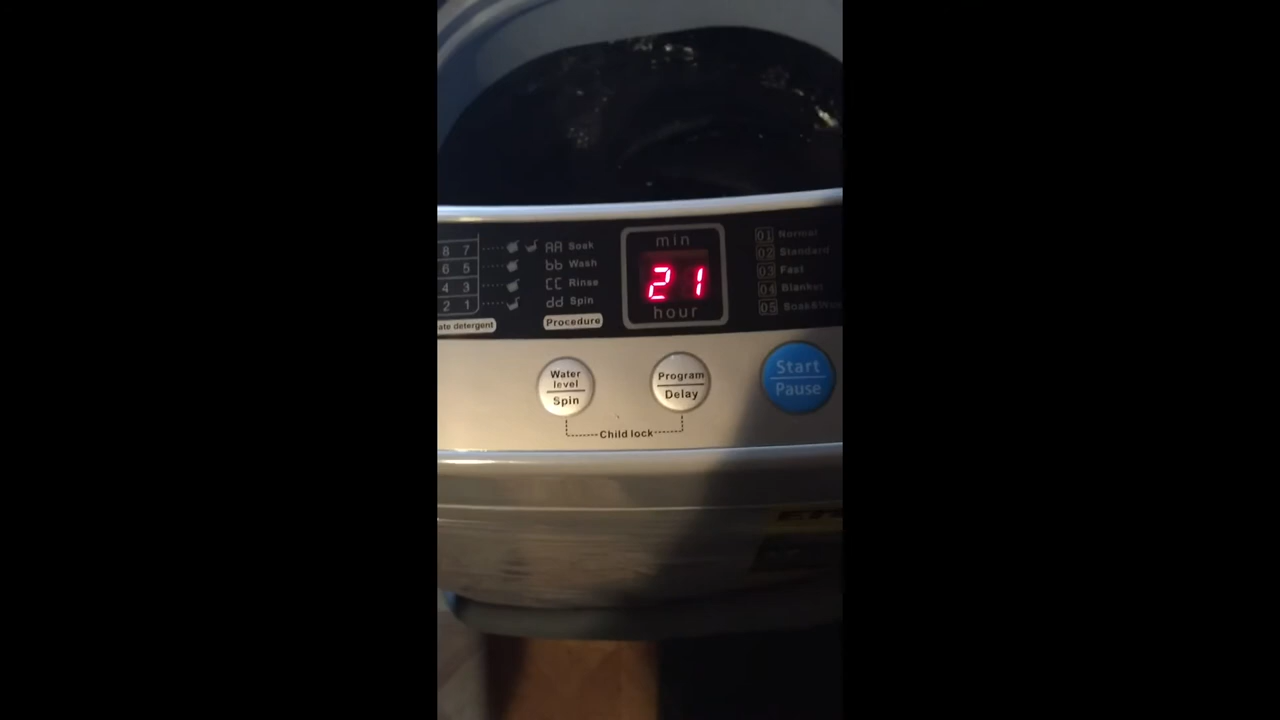 8 7
6 5
4 3
2 1
ate detergent
AA Soak
bb Wash
CC Rinse
dd Spin
Procedure
min
21
hour
01 Normal
02 Standard
03 Fast
04 Blanket
05 Soak&
Water
level
Spin
Program
Delay
Start
Pause
Child lock